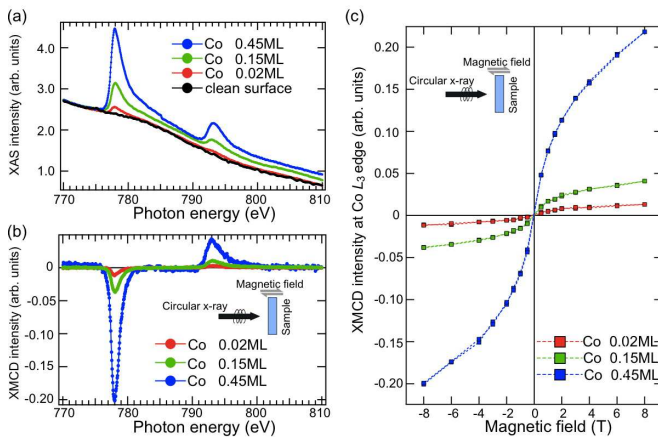 (a)
XAS intensity (arb. units)
4.0
3.0
2.0
1.0
Co 0.45ML
Co 0.15ML
Co 0.02ML
clean surface
770 780 790 800 810
Photon energy (eV)
(b)
XMCD intensity (arb. units)
0
-0.05
-0.10
-0.15
-0.20
Magnetic field
Circular x-ray
Sample
Co 0.02ML
Co 0.15ML
Co 0.45ML
770 780 790 800 810
Photon energy (eV)
(c)
XMCD intensity at Co L3 edge (arb. units)
0.20
0.15
0.10
0.05
0
-0.05
-0.10
-0.15
-0.20
Magnetic field
Circular x-ray
Sample
Co 0.02ML
Co 0.15ML
Co 0.45ML
-8 -6 -4 -2 0 2 4 6 8
Magnetic field (T)